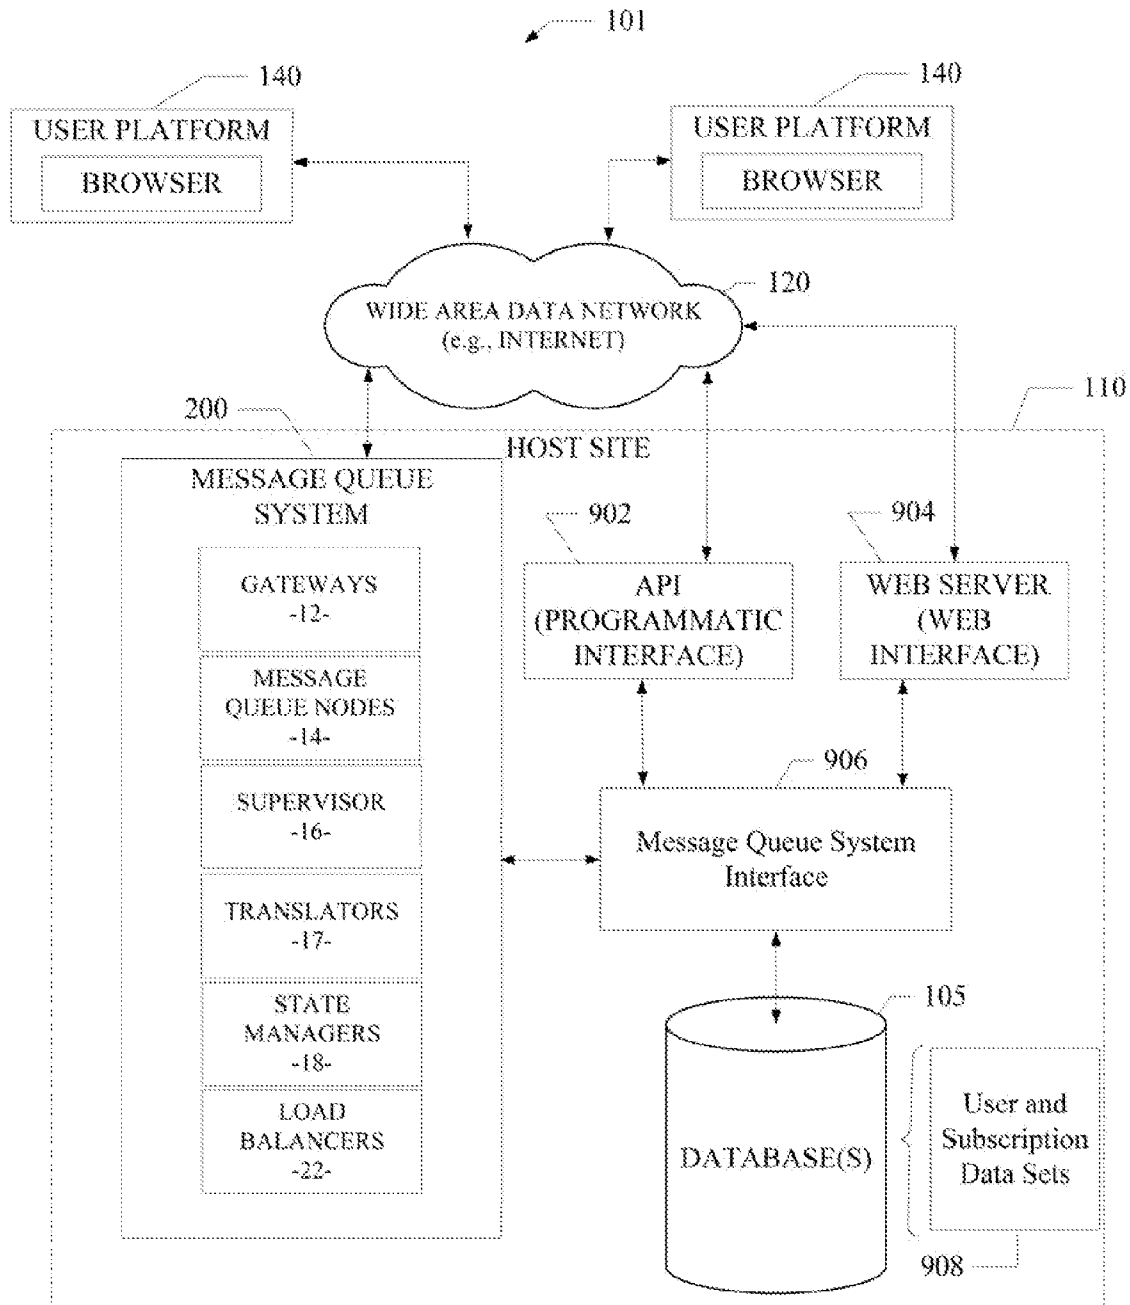 101
140
140
USER PLATFORM
BROWSER
USER PLATFORM
BROWSER
120
WIDE AREA DATA NETWORK
(e.g., INTERNET)
110
200
HOST SITE
MESSAGE QUEUE
SYSTEM
902
904
GATEWAYS
-12-
API
(PROGRAMMATIC
INTERFACE)
WEB SERVER
(WEB
INTERFACE)
MESSAGE
QUEUE NODES
-14-
906
SUPERVISOR
-16-
Message Queue System
Interface
TRANSLATORS
-17-
STATE
MANAGERS
-18-
105
LOAD
BALANCERS
-22-
DATABASE(S)
User and
Subscription
Data Sets
908